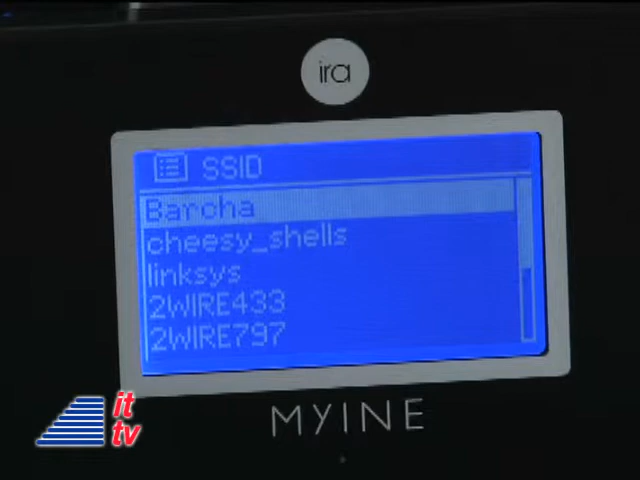 ira
SSID
Barcha
cheesy_shells
linksys
2WIRE433
2WIRE797
MYINE
it
tv